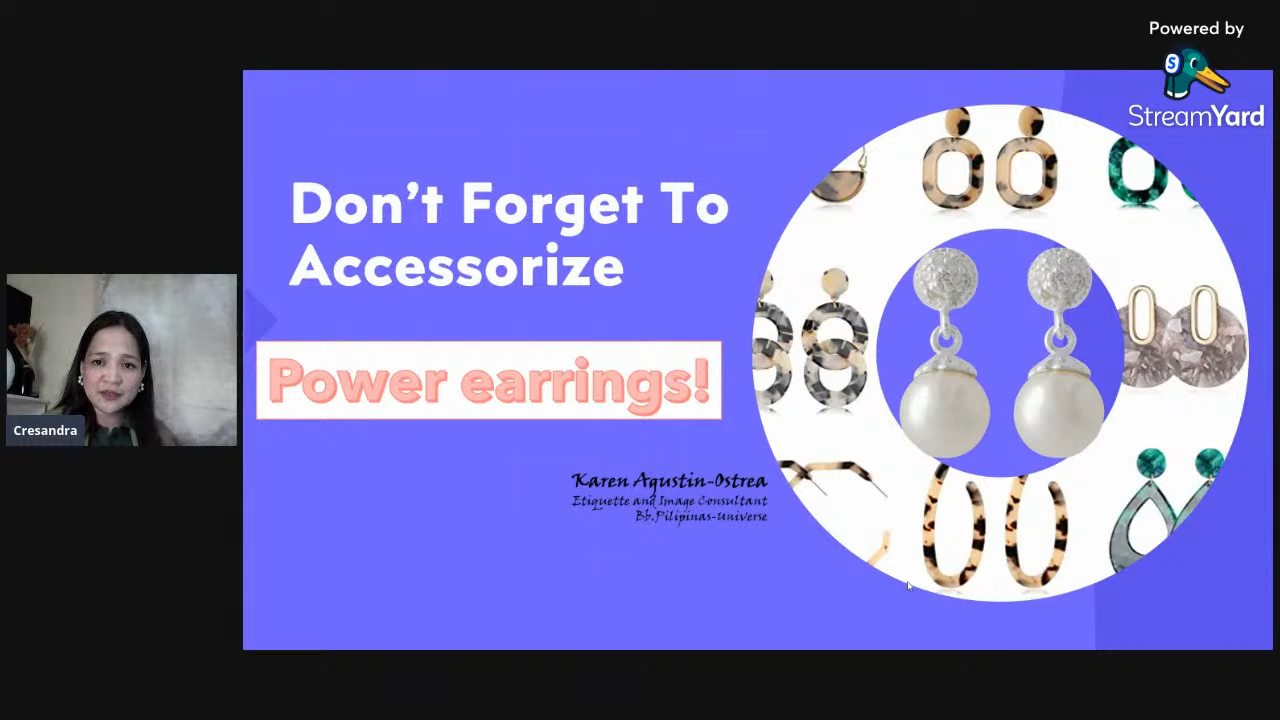 Powered by
S
StreamYard
Don't Forget To
Accessorize
Power earrings!
Karen Agustin-Ostrea
Etiquette and Image Consultant
Bb.Pilipinas-Universe
Cresandra